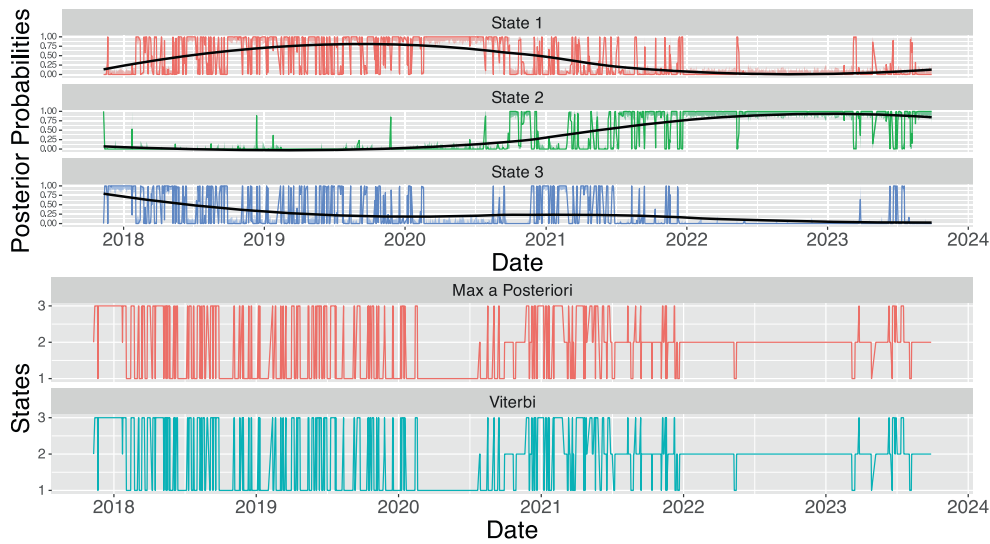 Posterior Probabilities
State 1
1,00
0,75
0,50
0,25
0,00
State 2
1,00
0,75
0,50
0,25
0,00
State 3
1,00
0,75
0,50
0,25
0,00
2018 2019 2020 2021 2022 2023 2024
Date
States
Max a Posteriori
3
2
1
Viterbi
3
2
1
2018 2019 2020 2021 2022 2023 2024
Date